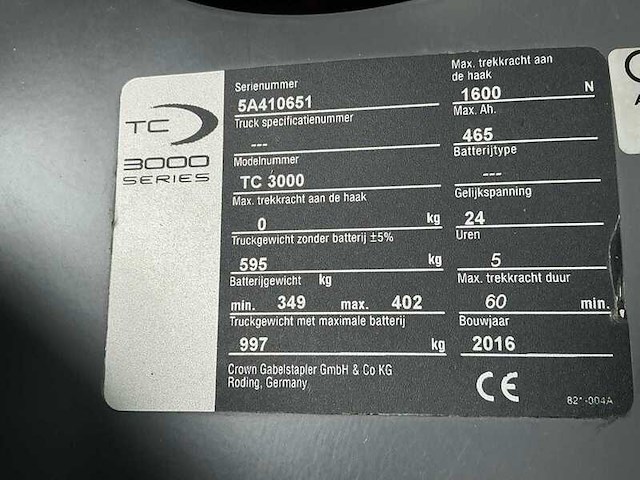 TC
3000
SERIES
Serienummer
5A410651
Truck specificatienummer
---
Modelnummer
TC 3000
Max. trekkracht aan de haak
0 kg
Truckgewicht zonder batterij ±5%
595 kg
Batterijgewicht kg
min. 349 max. 402
Truckgewicht met maximale batterij
997 kg
Crown Gabelstapler GmbH & Co KG
Roding, Germany
Max. trekkracht aan
de haak
1600 N
Max. Ah.
465
Batterijtype
---
Gelijkspanning
24
Uren
5
Max. trekkracht duur
60 min.
Bouwjaar
2016
CE